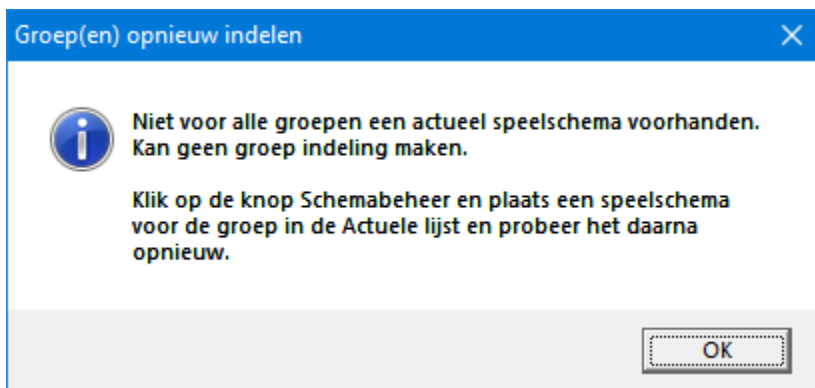 Groep(en) opnieuw indelen
Niet voor alle groepen een actueel speelschema voorhanden.
Kan geen groep indeling maken.
Klik op de knop Schemabeheer en plaats een speelschema
voor de groep in de Actuele lijst en probeer het daarna
opnieuw.
OK